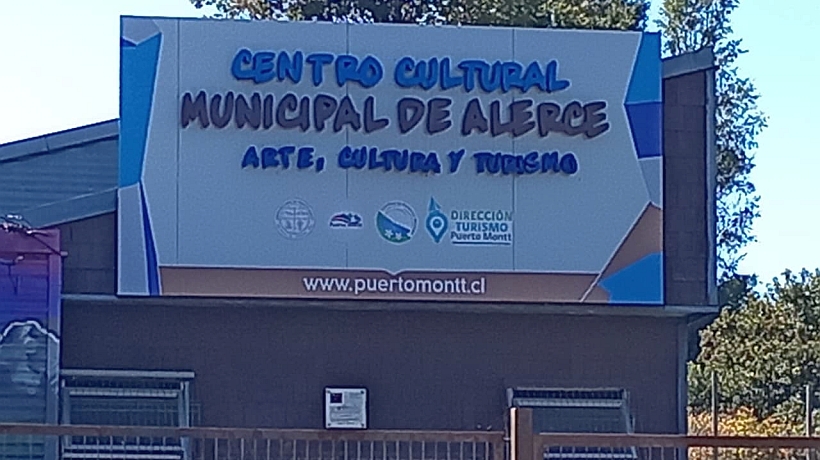 CENTRO CULTURAL
MUNICIPAL DE ALERCE
ARTE, CULTURA Y TURISMO
DIRECCIÓN
TURISMO
Puerto Montt
www.puertomontt.cl